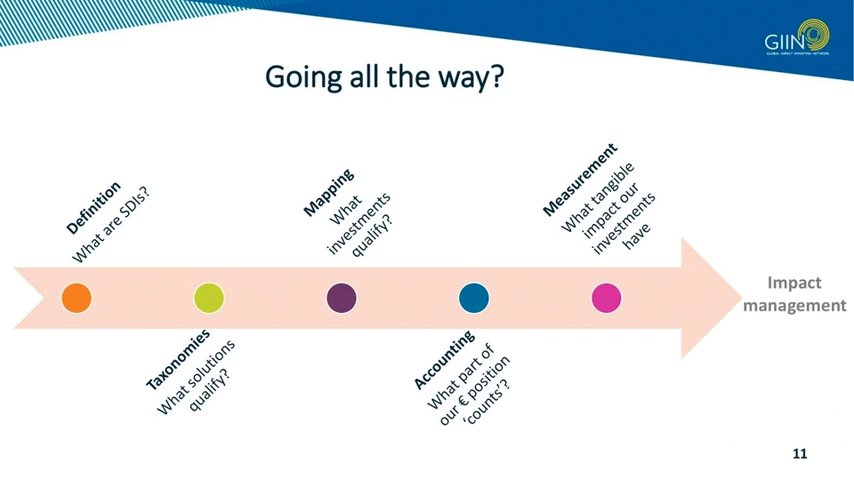 GIIN
GLOBAL IMPACT INVESTING NETWORK
Going all the way?
Definition
What are SDIs?
Taxonomies
What solutions
qualify?
Mapping
What
investments
qualify?
Accounting
What part of
our € position
‘counts’?
Measurement
What tangible
impact our
investments
have
Impact
management
11